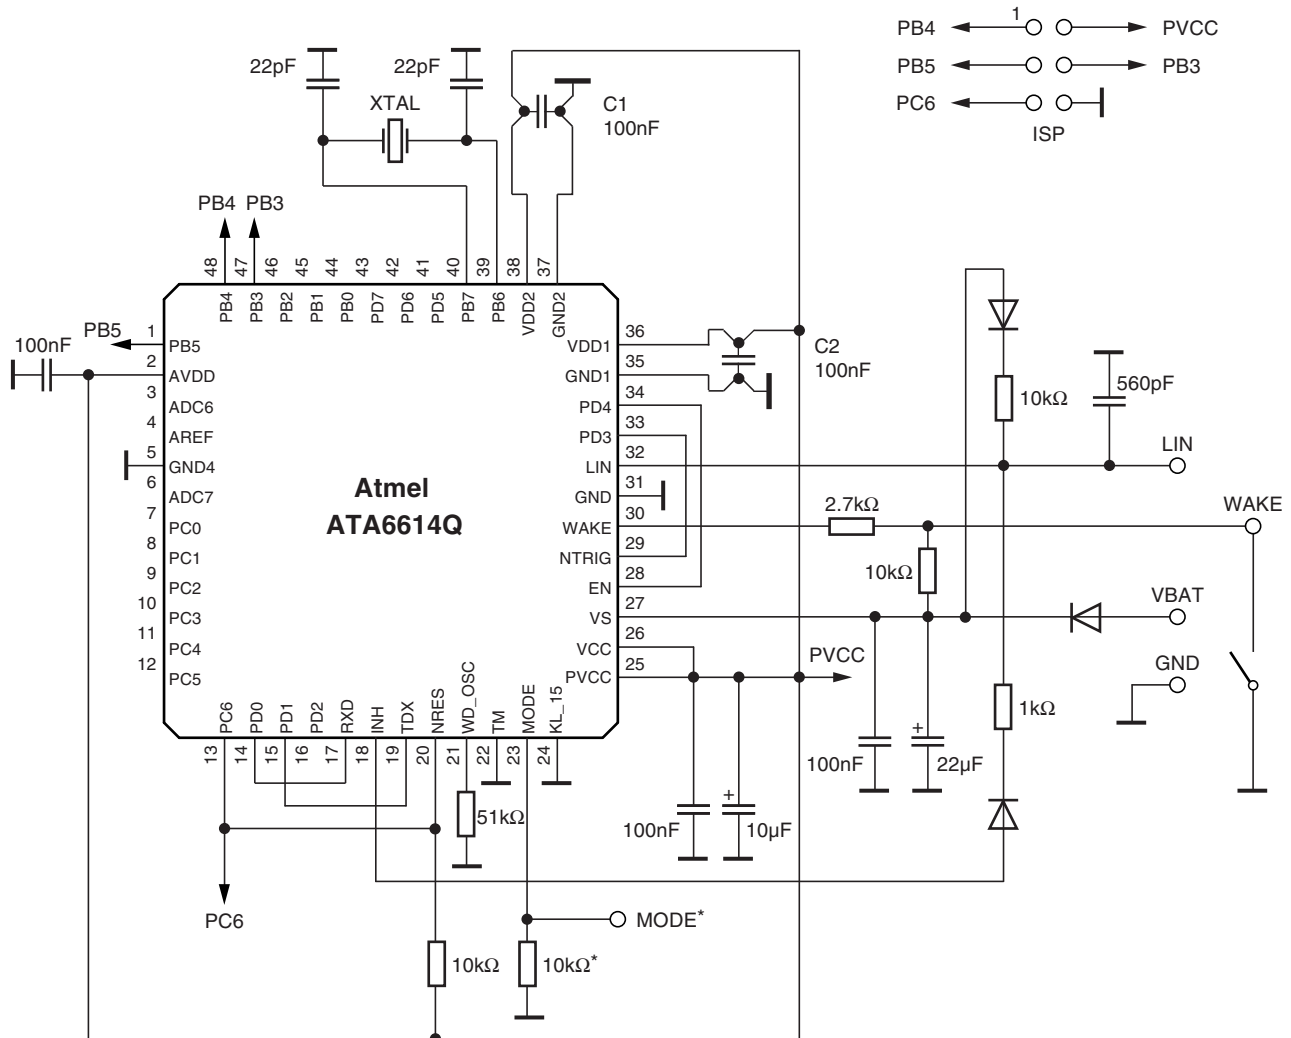 PB4 1 PVCC
PB5 PB3
PC6
ISP
22pF 22pF
XTAL
C1
100nF
PB4 PB3
48 47 46 45 44 43 42 41 40 39 38 37
PB4 PB3 PB2 PB1 PB0 PD7 PD6 PD5 PB7 PB6 VDD2 GND2
PB5
100nF
1 PB5
2 AVDD
3 ADC6
4 AREF
5 GND4
6 ADC7
7 PC0
8 PC1
9 PC2
10 PC3
11 PC4
12 PC5
Atmel
ATA6614Q
VDD1 36
GND1 35
PD4 34
PD3 33
LIN 32
GND 31
WAKE 30
NTRIG 29
EN 28
VS 27
VCC 26
PVCC 25
C2
100nF
10kΩ
560pF
LIN
2.7kΩ
WAKE
10kΩ
VBAT
GND
PVCC
1kΩ
100nF
+
22µF
PC6 PD0 PD1 PD2 RXD INH TDX NRES WD_OSC TM MODE KL_15
13 14 15 16 17 18 19 20 21 22 23 24
51kΩ
100nF
+
10µF
PC6
MODE*
10kΩ
10kΩ*